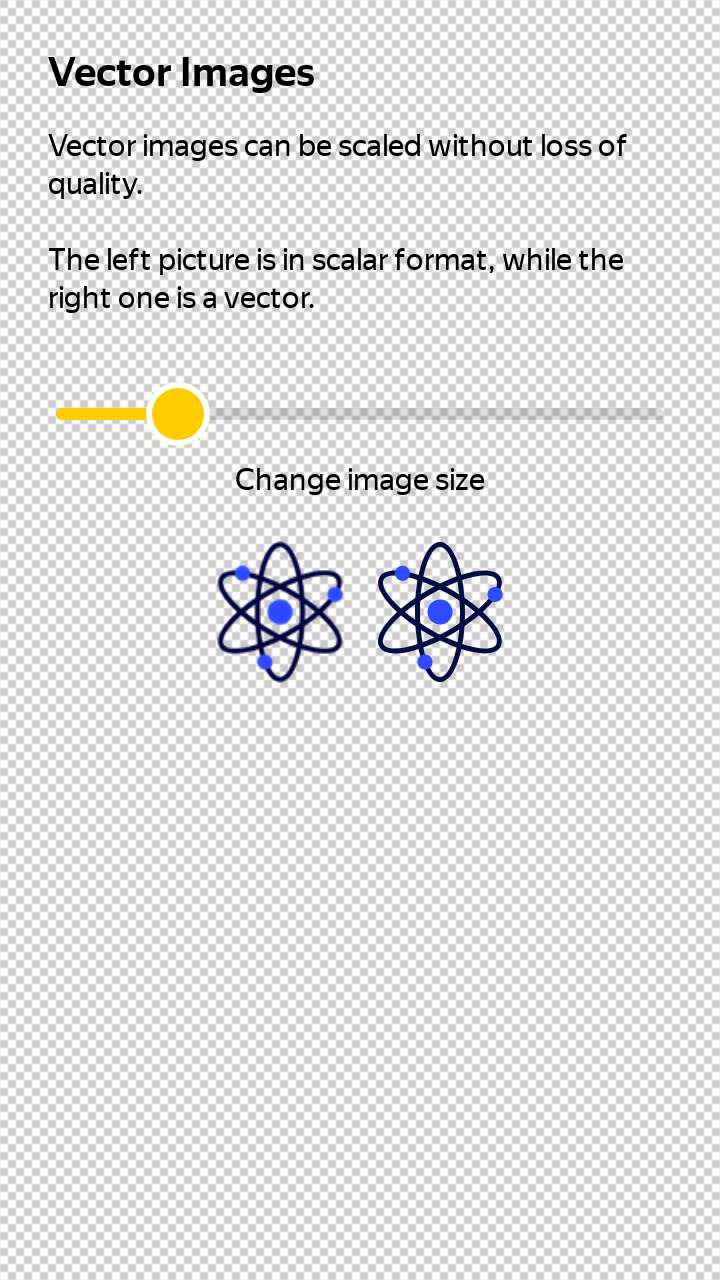 Vector Images
Vector images can be scaled without loss of
quality.
The left picture is in scalar format, while the
right one is a vector.
Change image size